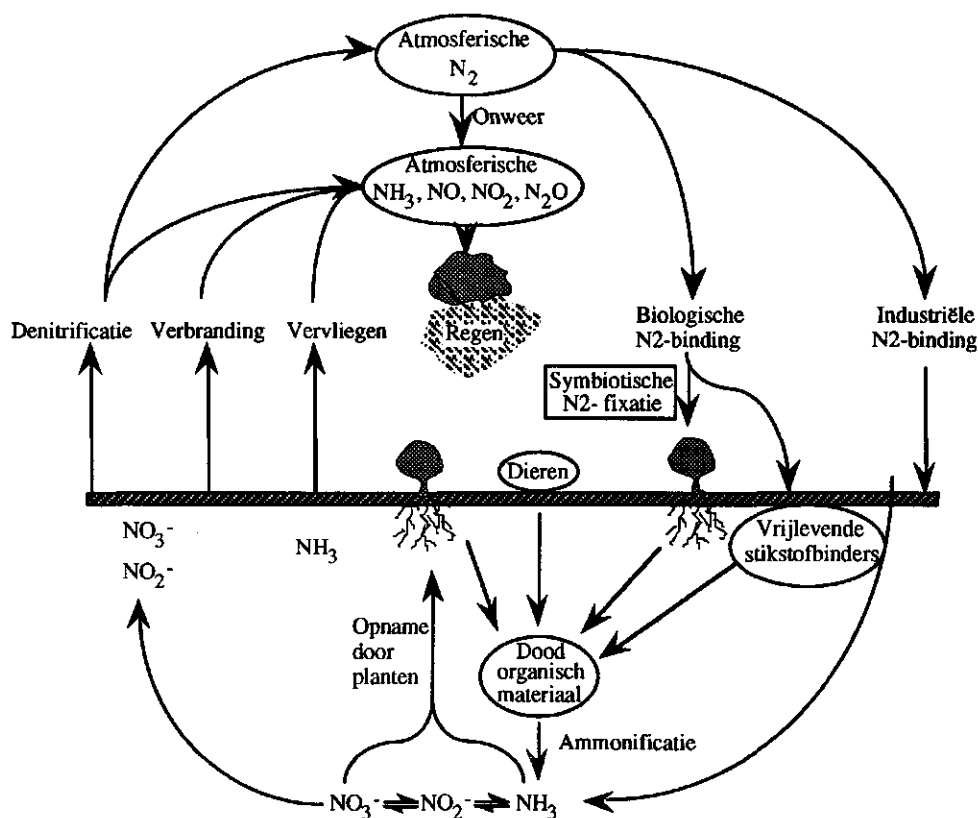 Atmosferische
N₂
Onweer
Atmosferische
NH₃, NO, NO₂, N₂O
Regen
Denitrificatie
Verbranding
Vervliegen
Biologische
N2-binding
Industriële
N2-binding
Symbiotische
N2- fixatie
Dieren
NO₃⁻
NO₂⁻
NH₃
Vrijlevende
stikstofbinders
Opname
door
planten
Dood
organisch
materiaal
Ammonificatie
NO₃⁻ ⇌ NO₂⁻ ⇌ NH₃